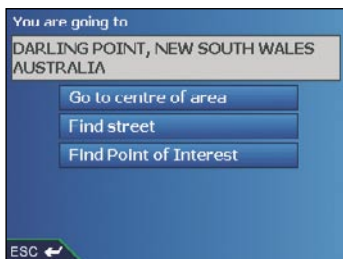 You are going to
DARLING POINT, NEW SOUTH WALES
AUSTRALIA
Go to centre of area
Find street
Find Point of Interest
ESC